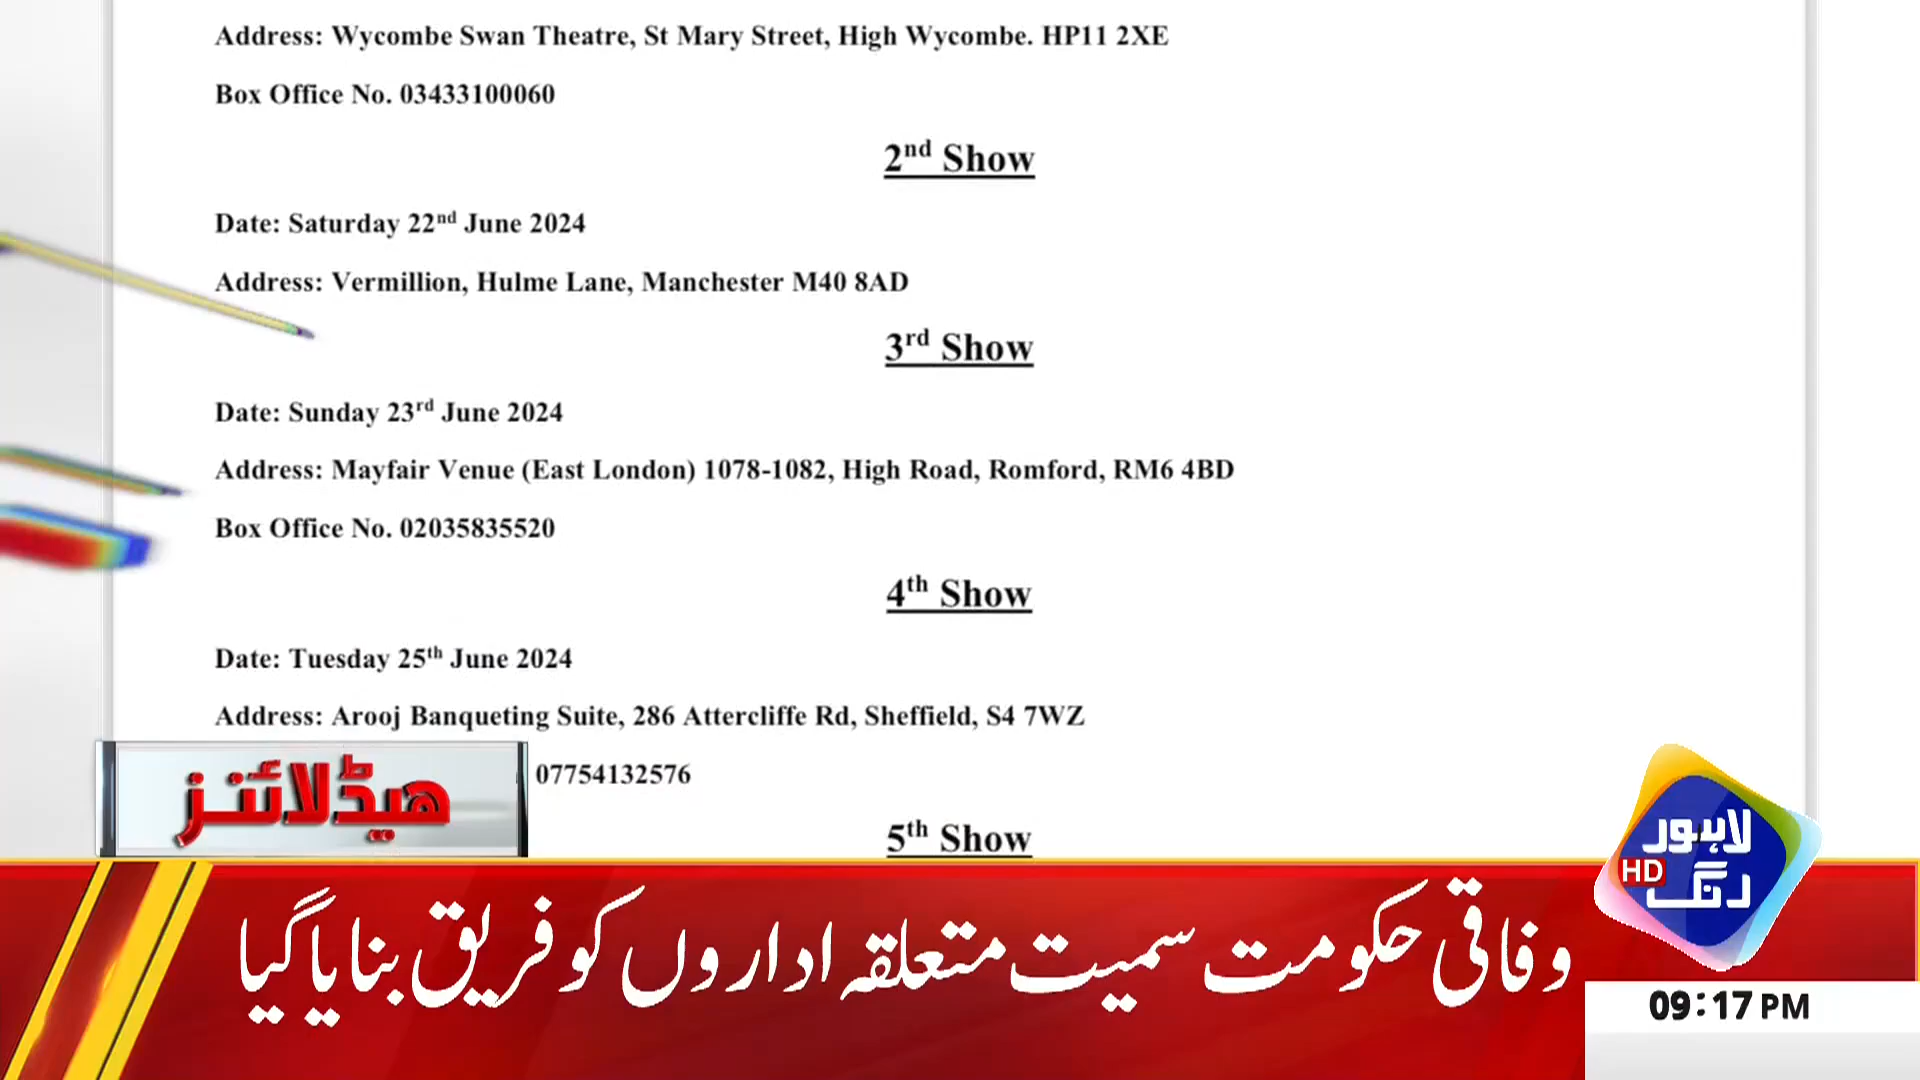 Address: Wycombe Swan Theatre, St Mary Street, High Wycombe. HP11 2XE
Box Office No. 03433100060
2nd Show
Date: Saturday 22nd June 2024
Address: Vermillion, Hulme Lane, Manchester M40 8AD
3rd Show
Date: Sunday 23rd June 2024
Address: Mayfair Venue (East London) 1078-1082, High Road, Romford, RM6 4BD
Box Office No. 02035835520
4th Show
Date: Tuesday 25th June 2024
Address: Arooj Banqueting Suite, 286 Attercliffe Rd, Sheffield, S4 7WZ
07754132576
5th Show
ہیڈلائنز
لاہور
رنگ
HD
وفاقی حکومت سمیت متعلقہ اداروں کو فریق بنایا گیا
09:17 PM